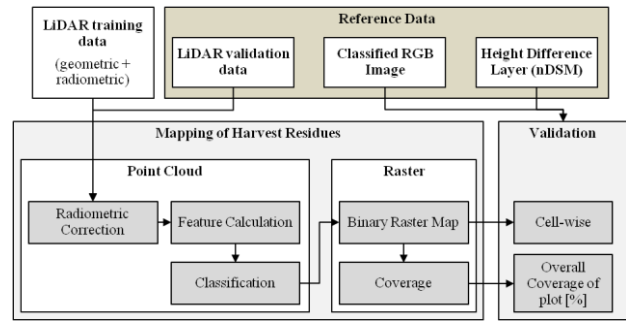 LiDAR training
data
(geometric +
radiometric)
Reference Data
LiDAR validation
data
Classified RGB
Image
Height Difference
Layer (nDSM)
Mapping of Harvest Residues
Validation
Point Cloud
Raster
Radiometric
Correction
Feature Calculation
Classification
Binary Raster Map
Coverage
Cell-wise
Overall
Coverage of
plot [%]